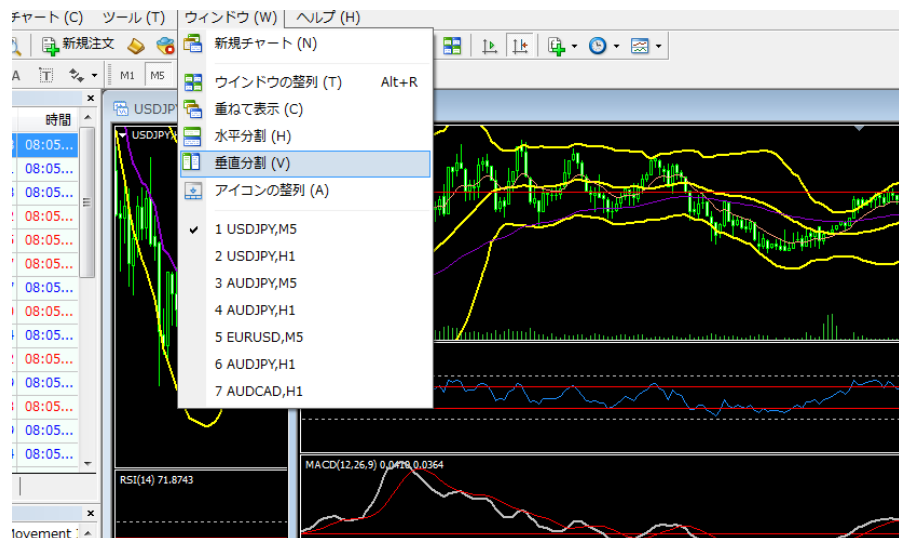 チャート (C) ツール (T) ウィンドウ (W) ヘルプ (H)
新規注文
新規チャート (N)
A T M1 M5
ウインドウの整列 (T) Alt+R
重ねて表示 (C)
水平分割 (H)
垂直分割 (V)
アイコンの整列 (A)
1 USDJPY,M5
2 USDJPY,H1
3 AUDJPY,M5
4 AUDJPY,H1
5 EURUSD,M5
6 AUDJPY,H1
7 AUDCAD,H1
時間
08:05...
08:05...
08:05...
08:05...
08:05...
08:05...
08:05...
08:05...
08:05...
08:05...
08:05...
08:05...
08:05...
08:05...
USDJPY
USDJPY,
RSI(14) 71.8743
MACD(12,26,9) 0.0410 0.0364
Movement